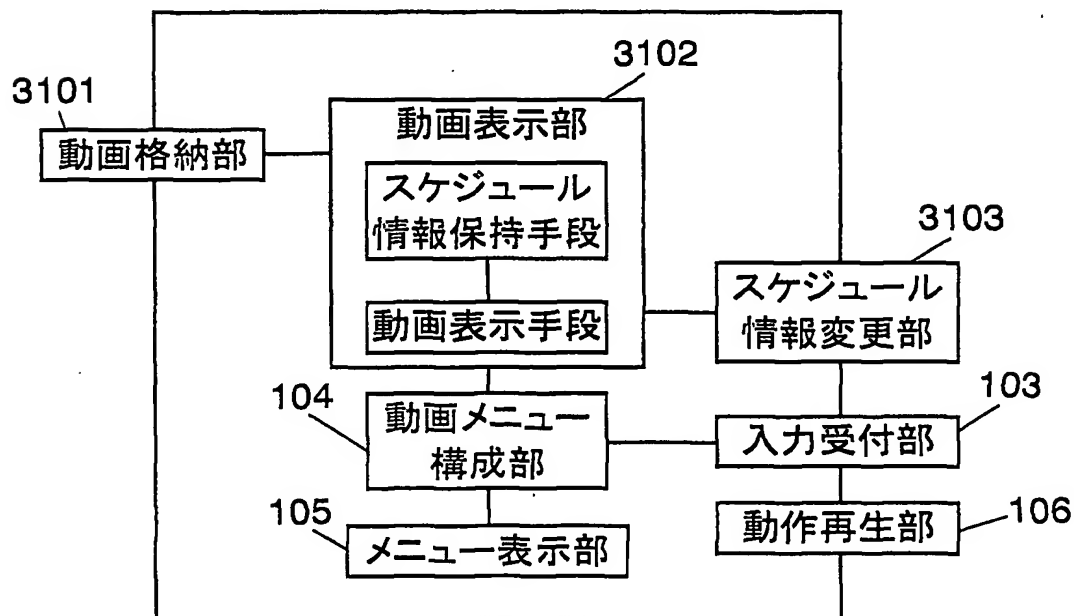 3102
3101
動画表示部
動画格納部
スケジュール
情報保持手段
3103
スケジュール
情報変更部
動画表示手段
104
103
動画メニュー
構成部
入力受付部
105
106
動作再生部
メニュー表示部